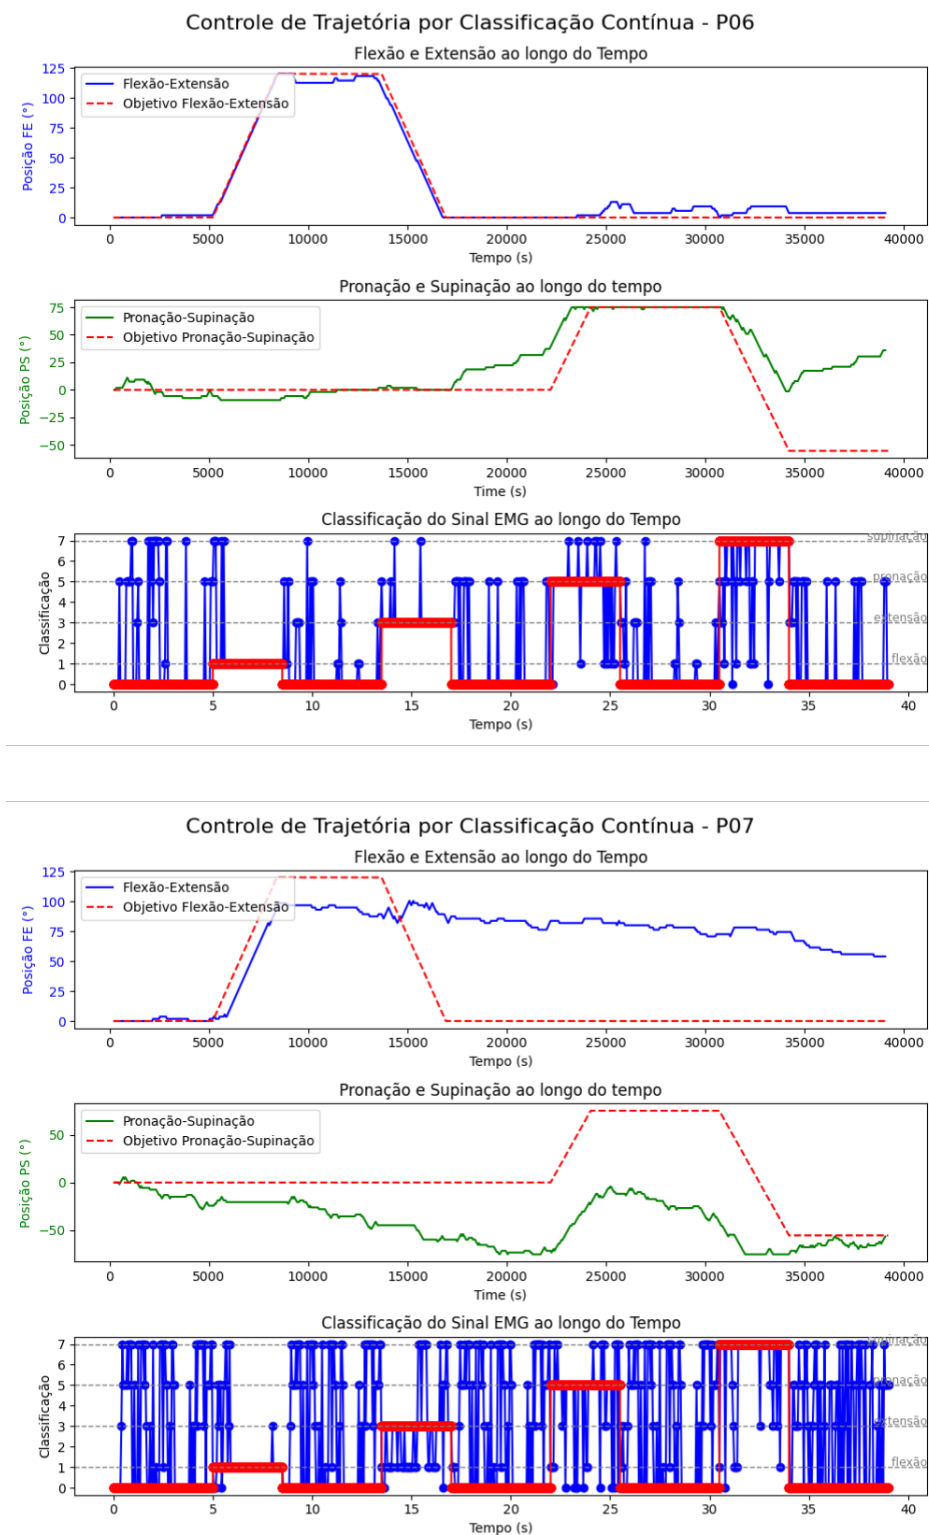 Controle de Trajetória por Classificação Contínua - P06
Flexão e Extensão ao longo do Tempo
125
100
75
50
25
0
Posição FE (°)
Flexão-Extensão
Objetivo Flexão-Extensão
0 5000 10000 15000 20000 25000 30000 35000 40000
Tempo (s)
Pronação e Supinação ao longo do tempo
75
50
25
0
−25
−50
Posição PS (°)
Pronação-Supinação
Objetivo Pronação-Supinação
0 5000 10000 15000 20000 25000 30000 35000 40000
Time (s)
Classificação do Sinal EMG ao longo do Tempo
7
6
5
4
3
2
1
0
Classificação
supinação
pronação
extensão
flexão
0 5 10 15 20 25 30 35 40
Tempo (s)
Controle de Trajetória por Classificação Contínua - P07
Flexão e Extensão ao longo do Tempo
125
100
75
50
25
0
Posição FE (°)
Flexão-Extensão
Objetivo Flexão-Extensão
0 5000 10000 15000 20000 25000 30000 35000 40000
Tempo (s)
Pronação e Supinação ao longo do tempo
50
0
−50
Posição PS (°)
Pronação-Supinação
Objetivo Pronação-Supinação
0 5000 10000 15000 20000 25000 30000 35000 40000
Time (s)
Classificação do Sinal EMG ao longo do Tempo
7
6
5
4
3
2
1
0
Classificação
supinação
pronação
extensão
flexão
0 5 10 15 20 25 30 35 40
Tempo (s)